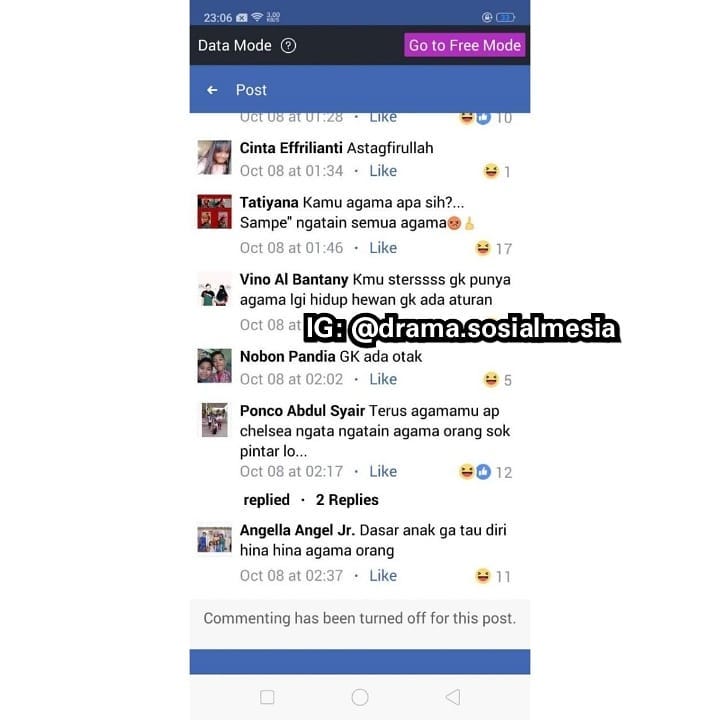 23:06 3.00 KB/S 33
Data Mode ? Go to Free Mode
Post
Oct 08 at 01:28 · Like 10
Cinta Effrilianti Astagfirullah
Oct 08 at 01:34 · Like 1
Tatiyana Kamu agama apa sih?...
Sampe" ngatain semua agama😡👍
Oct 08 at 01:46 · Like 17
Vino Al Bantany Kmu sterssss gk punya
agama lgi hidup hewan gk ada aturan
Oct 08 at
IG: @drama.sosialmesia
Nobon Pandia GK ada otak
Oct 08 at 02:02 · Like 5
Ponco Abdul Syair Terus agamamu ap
chelsea ngata ngatain agama orang sok
pintar lo...
Oct 08 at 02:17 · Like 12
replied · 2 Replies
Angella Angel Jr. Dasar anak ga tau diri
hina hina agama orang
Oct 08 at 02:37 · Like 11
Commenting has been turned off for this post.